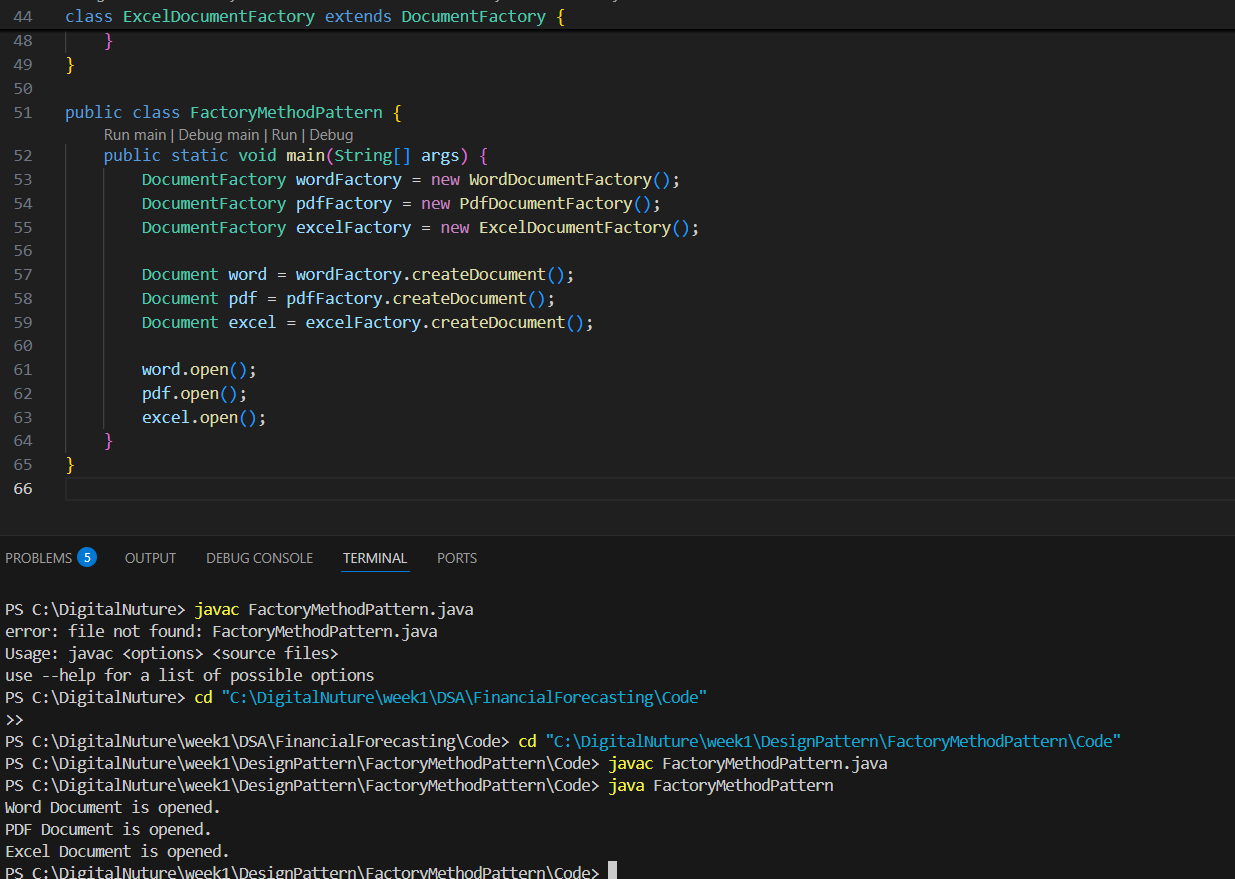 44 class ExcelDocumentFactory extends DocumentFactory {
48 }
49 }
50
51 public class FactoryMethodPattern {
Run main | Debug main | Run | Debug
52 public static void main(String[] args) {
53 DocumentFactory wordFactory = new WordDocumentFactory();
54 DocumentFactory pdfFactory = new PdfDocumentFactory();
55 DocumentFactory excelFactory = new ExcelDocumentFactory();
56
57 Document word = wordFactory.createDocument();
58 Document pdf = pdfFactory.createDocument();
59 Document excel = excelFactory.createDocument();
60
61 word.open();
62 pdf.open();
63 excel.open();
64 }
65 }
66
PROBLEMS 5 OUTPUT DEBUG CONSOLE TERMINAL PORTS
PS C:\DigitalNuture> javac FactoryMethodPattern.java
error: file not found: FactoryMethodPattern.java
Usage: javac <options> <source files>
use --help for a list of possible options
PS C:\DigitalNuture> cd "C:\DigitalNuture\week1\DSA\FinancialForecasting\Code"
>>
PS C:\DigitalNuture\week1\DSA\FinancialForecasting\Code> cd "C:\DigitalNuture\week1\DesignPattern\FactoryMethodPattern\Code"
PS C:\DigitalNuture\week1\DesignPattern\FactoryMethodPattern\Code> javac FactoryMethodPattern.java
PS C:\DigitalNuture\week1\DesignPattern\FactoryMethodPattern\Code> java FactoryMethodPattern
Word Document is opened.
PDF Document is opened.
Excel Document is opened.
PS C:\DigitalNuture\week1\DesignPattern\FactoryMethodPattern\Code>